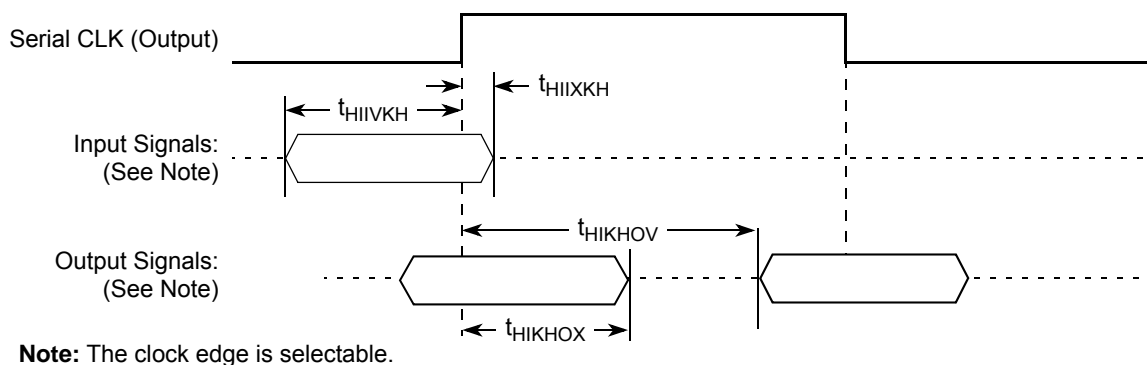 Serial CLK (Output)
tHIIXKH
tHIIVKH
Input Signals:
(See Note)
tHIKHOV
Output Signals:
(See Note)
tHIKHOX
Note: The clock edge is selectable.